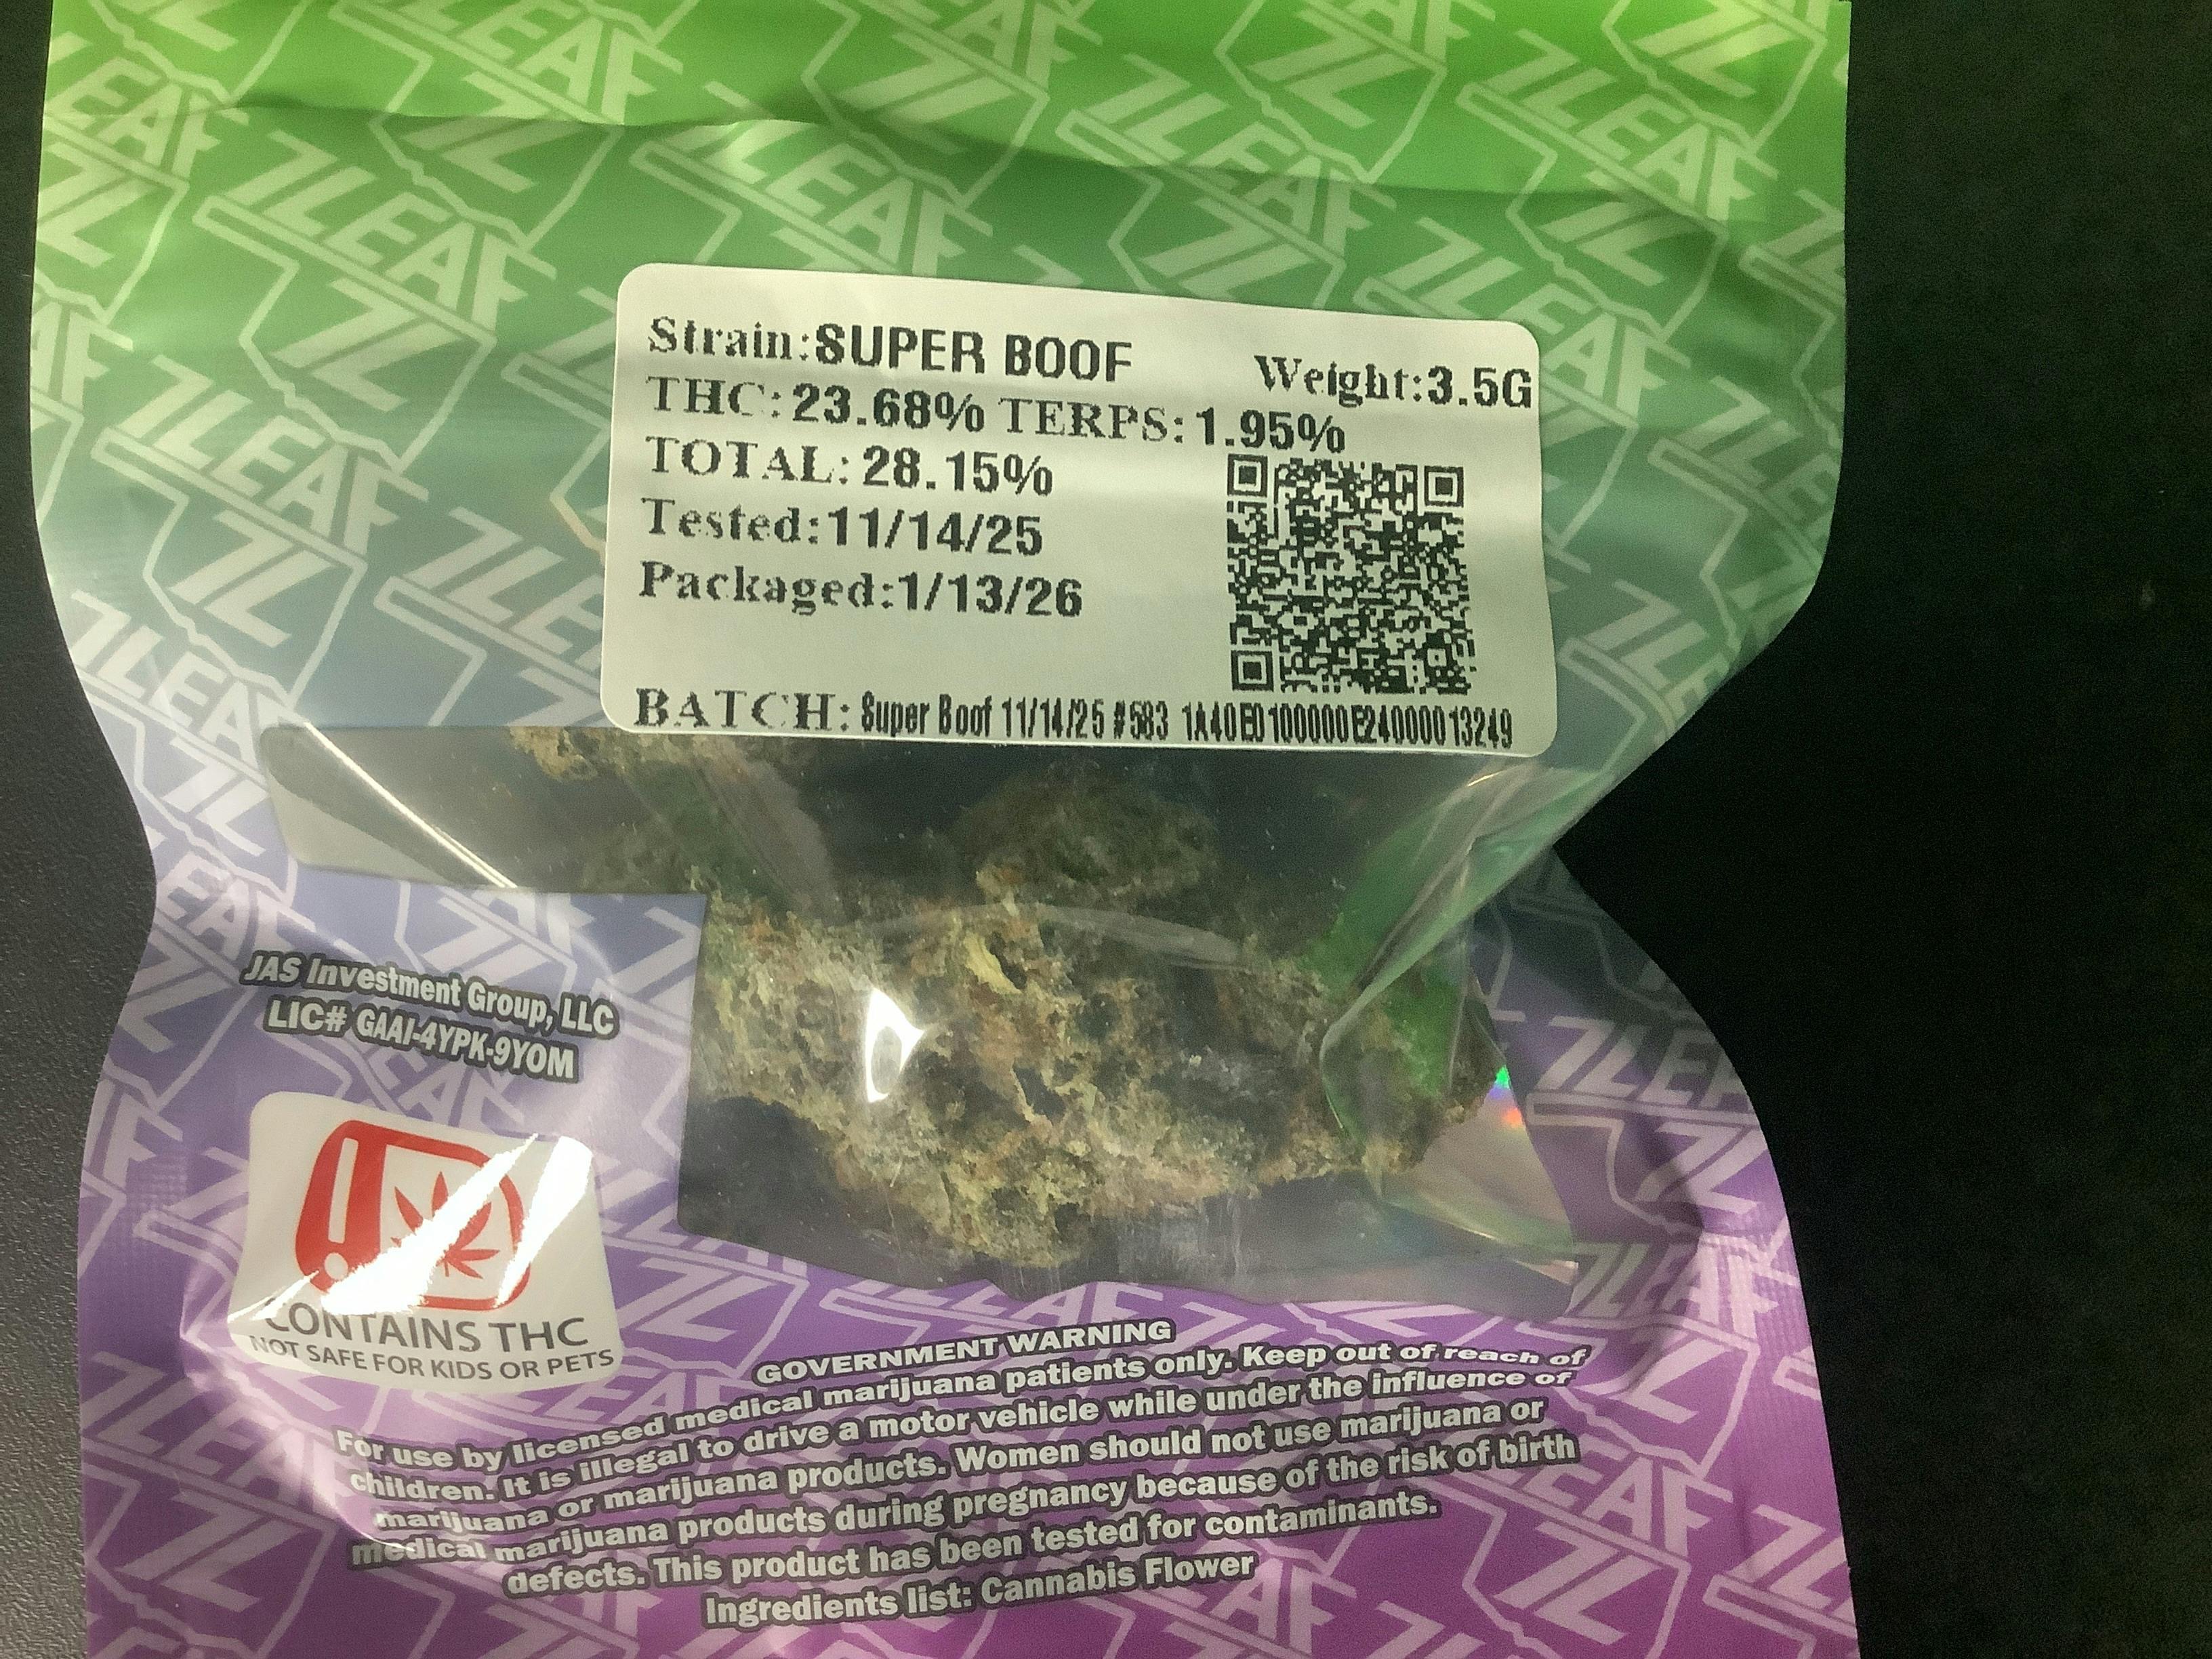 7LEAF
Strain:SUPER BOOF Weight:3.5G
THC:23.68% TERPS:1.95%
TOTAL:28.15%
Tested:11/14/25
Packaged:1/13/26
BATCH: Super Boof 11/14/25 #583 1A40E0100000E24000013249
JAS Investment Group, LLC
LIC# GAAI-4YPK-9YOM
CONTAINS THC
NOT SAFE FOR KIDS OR PETS
GOVERNMENT WARNING
For use by licensed medical marijuana patients only. Keep out of reach of
children. It is illegal to drive a motor vehicle while under the influence of
marijuana or marijuana products. Women should not use marijuana or
medical marijuana products during pregnancy because of the risk of birth
defects. This product has been tested for contaminants.
Ingredients list: Cannabis Flower